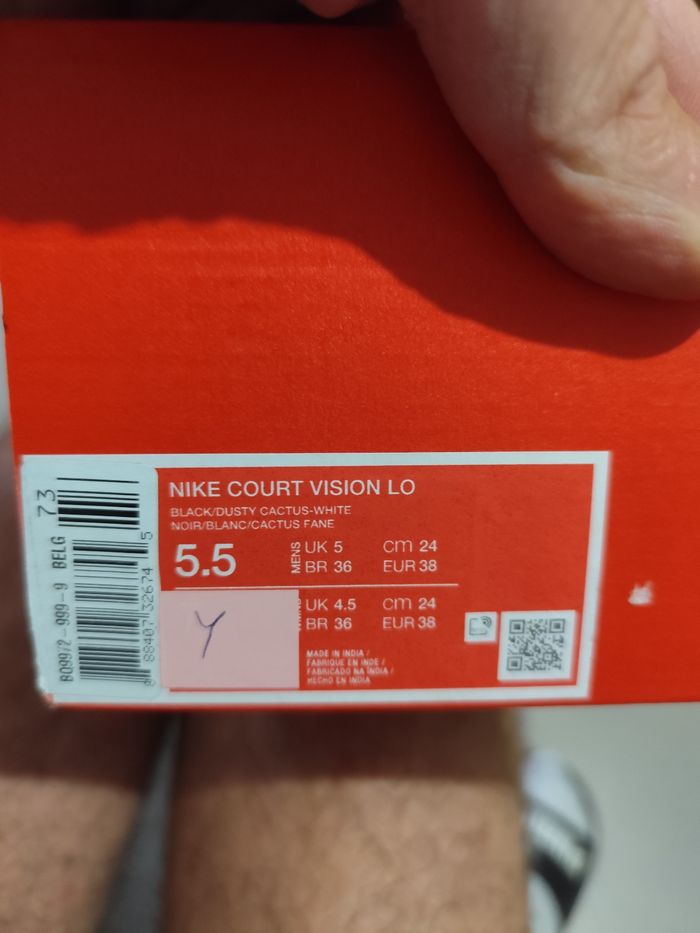 NIKE COURT VISION LO
BLACK/DUSTY CACTUS-WHITE
NOIR/BLANC/CACTUS FANE
5.5
MENS
UK 5 cm 24
BR 36 EUR 38
UK 4.5 cm 24
BR 36 EUR 38
Y
MADE IN INDIA /
FABRIQUE EN INDE /
FABRICADO NA ÍNDIA /
HECHO EN INDIA
73
BELG
5